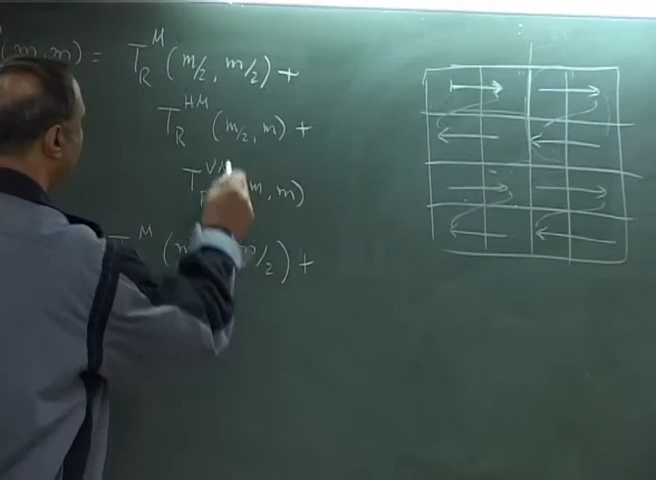 (m, m) = T_R^M (m/2, m/2) +
T_R^HM (m/2, m) +
m, m)
M (m /2) +